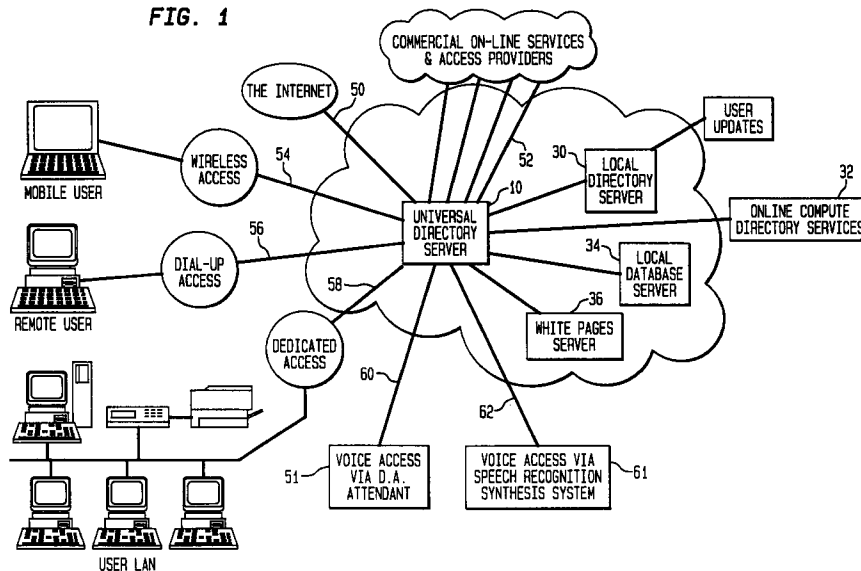 FIG. 1
COMMERCIAL ON-LINE SERVICES
& ACCESS PROVIDERS
THE INTERNET
50
52
USER
UPDATES
30
LOCAL
DIRECTORY
SERVER
32
ONLINE COMPUTE
DIRECTORY SERVICES
MOBILE USER
WIRELESS
ACCESS
54
10
UNIVERSAL
DIRECTORY
SERVER
34
LOCAL
DATABASE
SERVER
56
DIAL-UP
ACCESS
REMOTE USER
58
36
WHITE PAGES
SERVER
DEDICATED
ACCESS
60
62
51
VOICE ACCESS
VIA D.A.
ATTENDANT
VOICE ACCESS VIA
SPEECH RECOGNITION
SYNTHESIS SYSTEM
61
USER LAN